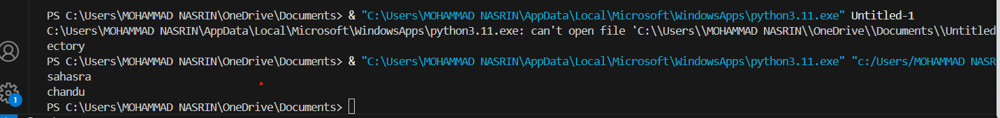 PS C:\Users\MOHAMMAD NASRIN\OneDrive\Documents> & "C:\Users\MOHAMMAD NASRIN\AppData\Local\Microsoft\WindowsApps\python3.11.exe" Untitled-1
C:\Users\MOHAMMAD NASRIN\AppData\Local\Microsoft\WindowsApps\python3.11.exe: can't open file 'C:\\Users\\MOHAMMAD NASRIN\\OneDrive\\Documents\\Untitled
ectory
PS C:\Users\MOHAMMAD NASRIN\OneDrive\Documents> & "C:\Users\MOHAMMAD NASRIN\AppData\Local\Microsoft\WindowsApps\python3.11.exe" "c:/Users/MOHAMMAD NASR
sahasra
chandu
1
PS C:\Users\MOHAMMAD NASRIN\OneDrive\Documents>